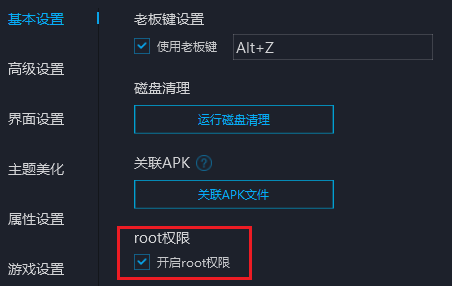 基本设置
高级设置
界面设置
主题美化
属性设置
游戏设置
老板键设置
使用老板键 Alt+Z
磁盘清理
运行磁盘清理
关联APK ?
关联APK文件
root权限
开启root权限